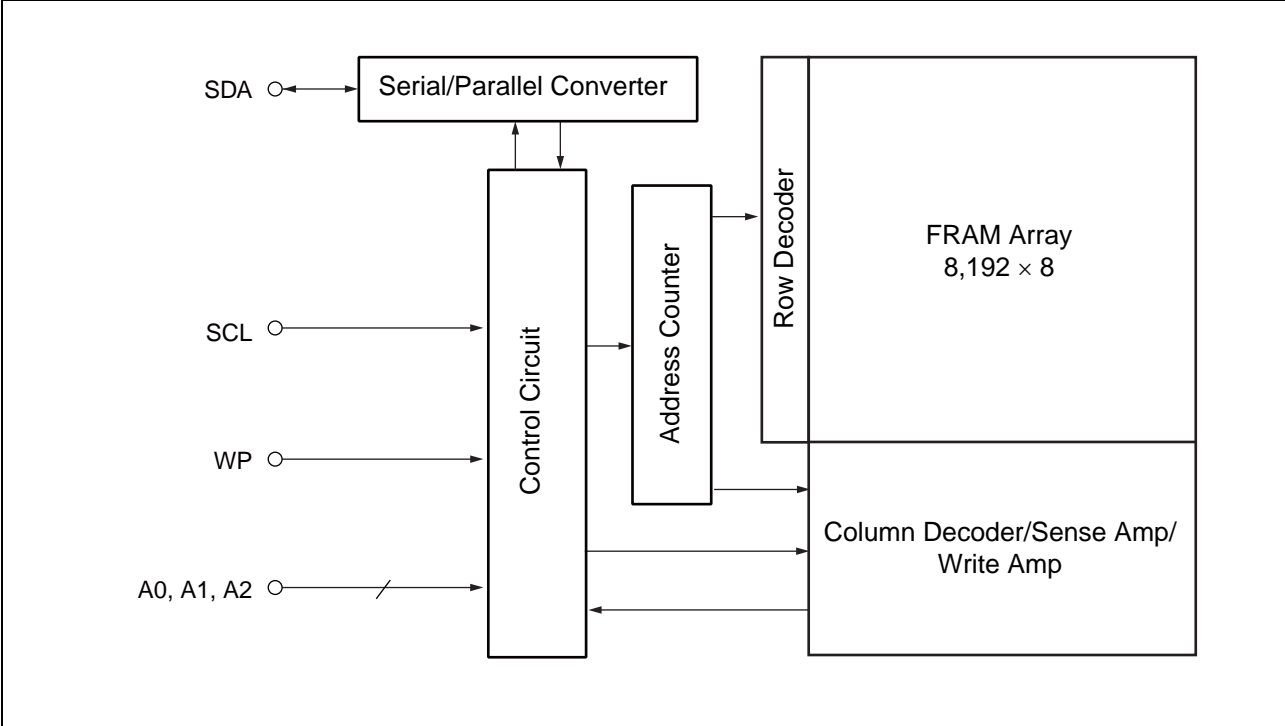 SDA
Serial/Parallel Converter
SCL
WP
A0, A1, A2
Control Circuit
Address Counter
Row Decoder
FRAM Array
8,192 × 8
Column Decoder/Sense Amp/
Write Amp